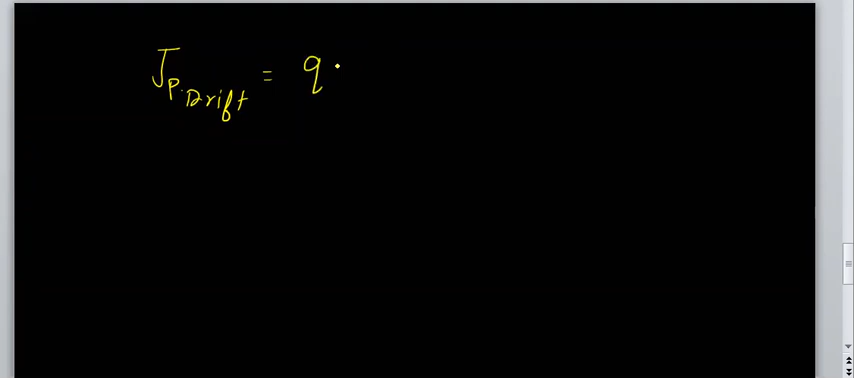 J_p.Drift = q .